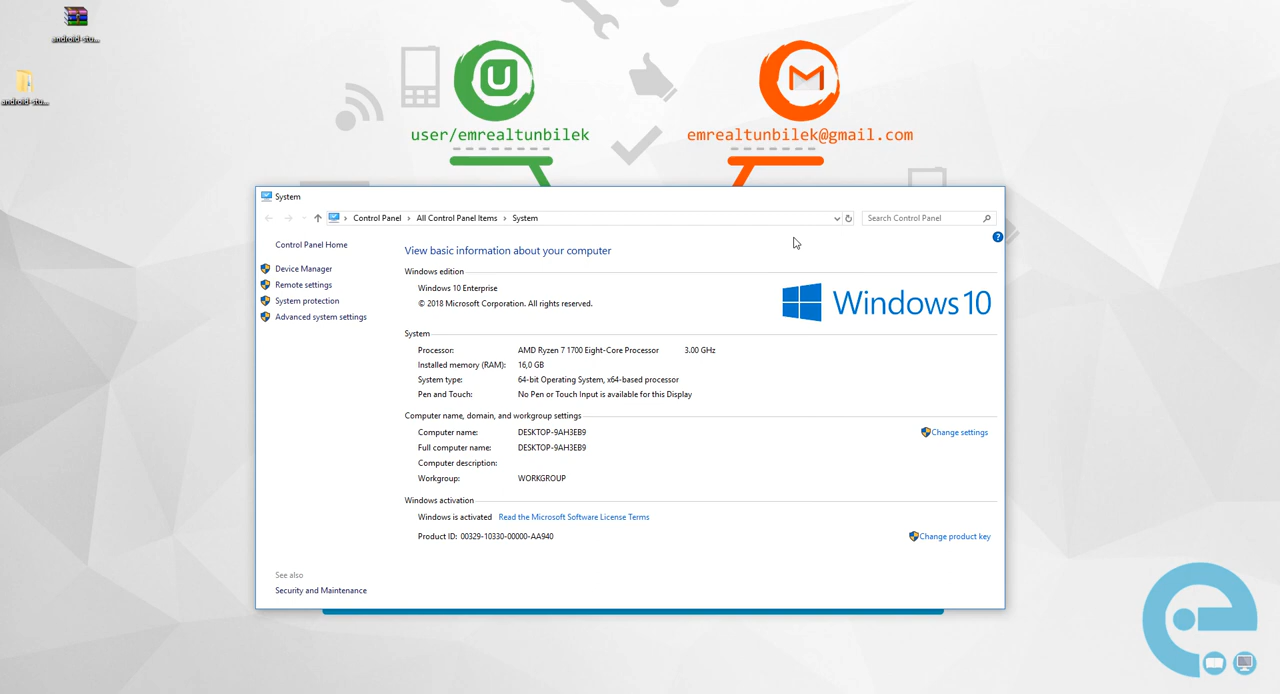 android-stu...
android-stu...
user/emrealtunbilek
emrealtunbilek@gmail.com
System
Control Panel › All Control Panel Items › System
Search Control Panel
Control Panel Home
Device Manager
Remote settings
System protection
Advanced system settings
View basic information about your computer
Windows edition
Windows 10 Enterprise
© 2018 Microsoft Corporation. All rights reserved.
Windows 10
System
Processor: AMD Ryzen 7 1700 Eight-Core Processor 3.00 GHz
Installed memory (RAM): 16,0 GB
System type: 64-bit Operating System, x64-based processor
Pen and Touch: No Pen or Touch Input is available for this Display
Computer name, domain, and workgroup settings
Computer name: DESKTOP-9AH3EB9
Change settings
Full computer name: DESKTOP-9AH3EB9
Computer description:
Workgroup: WORKGROUP
Windows activation
Windows is activated Read the Microsoft Software License Terms
Product ID: 00329-10330-00000-AA940
Change product key
See also
Security and Maintenance